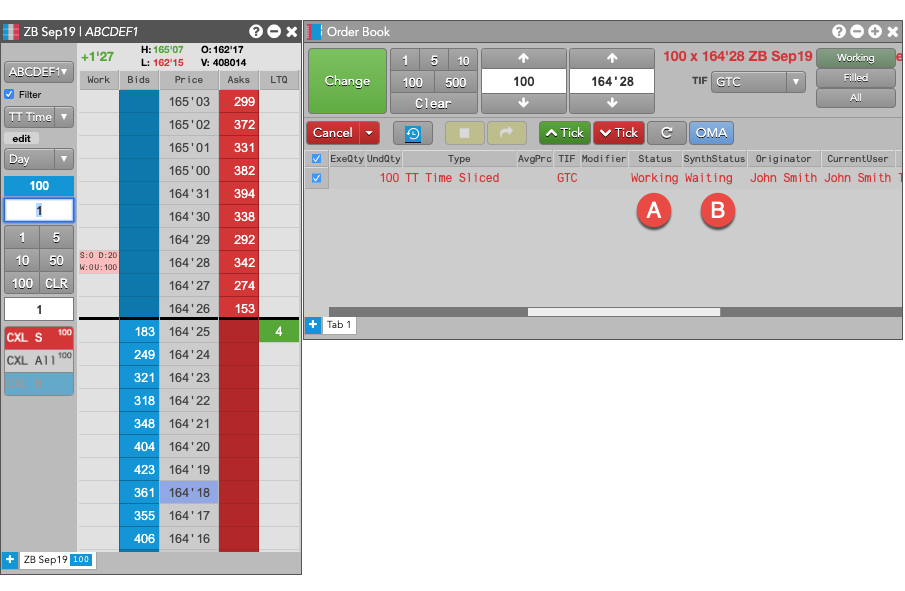 ZB Sep19 | ABCDEF1
+1'27
H: 165'07 O: 162'17
L: 162'15 V: 408014
ABCDEF1
Filter
TT Time
edit
Day
100
1
1 5
10 50
100 CLR
1
CXL S 100
CXL All 100
Work Bids Price Asks LTQ
165'03 299
165'02 372
165'01 331
165'00 382
164'31 394
164'30 338
164'29 292
S:0 D:20
W:0U:100
164'28 342
164'27 274
164'26 153
183 164'25 4
249 164'24
321 164'23
318 164'22
348 164'21
404 164'20
423 164'19
361 164'18
355 164'17
406 164'16
ZB Sep19 100
Order Book
Change
1 5 10
100 500
Clear
100
164'28
100 x 164'28 ZB Sep19
TIF GTC
Working
Filled
All
Cancel
Tick
Tick
OMA
ExeQty UndQty Type AvgPrc TIF Modifier Status SynthStatus Originator CurrentUser
100 TT Time Sliced GTC Working Waiting John Smith John Smith T
A B
Tab 1